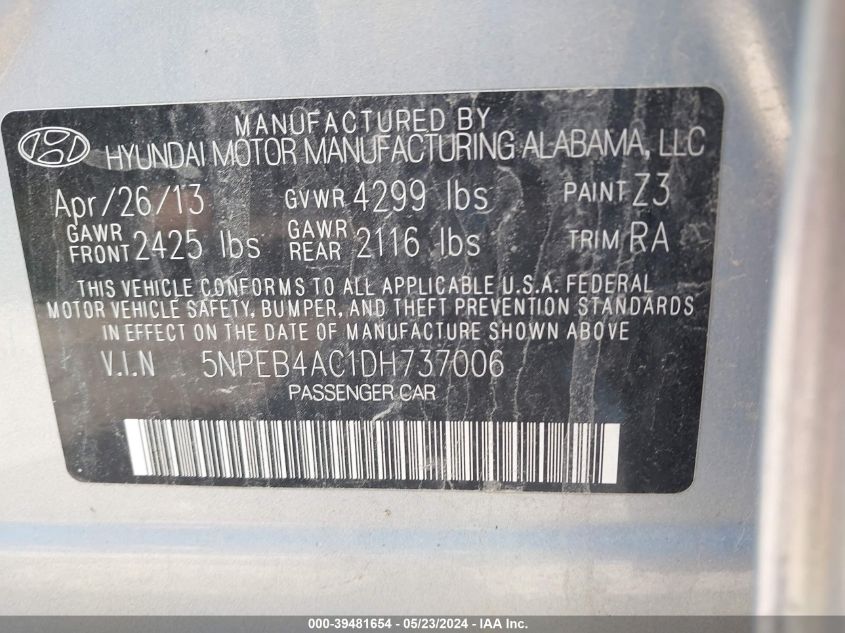 MANUFACTURED BY
HYUNDAI MOTOR MANUFACTURING ALABAMA, LLC
Apr/26/13 GVWR 4299 lbs PAINT Z3
GAWR FRONT 2425 lbs GAWR REAR 2116 lbs TRIM RA
THIS VEHICLE CONFORMS TO ALL APPLICABLE U.S.A. FEDERAL
MOTOR VEHICLE SAFETY, BUMPER, AND THEFT PREVENTION STANDARDS
IN EFFECT ON THE DATE OF MANUFACTURE SHOWN ABOVE
V.I.N 5NPEB4AC1DH737006
PASSENGER CAR
000-39481654 - 05/23/2024 - IAA Inc.